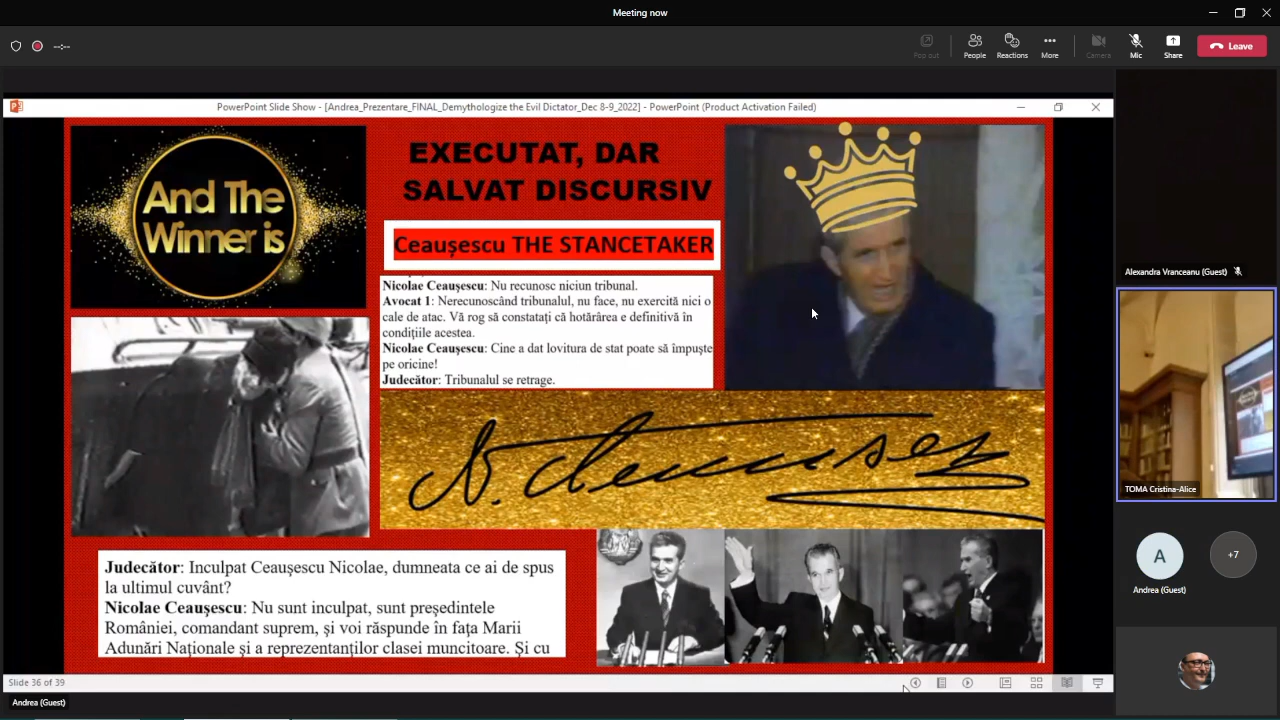 Meeting now
--:--
Pop out
People
Reactions
More
Camera
Mic
Share
Leave
PowerPoint Slide Show - [Andrea_Prezentare_FINAL_Demythologize the Evil Dictator_Dec 8-9_2022] - PowerPoint (Product Activation Failed)
And The
Winner is
EXECUTAT, DAR
SALVAT DISCURSIV
Ceaușescu THE STANCETAKER
Nicolae Ceaușescu: Nu recunosc niciun tribunal.
Avocat 1: Nerecunoscând tribunalul, nu face, nu exercită nici o
cale de atac. Vă rog să constatați că hotărârea e definitivă în
condițiile acestea.
Nicolae Ceaușescu: Cine a dat lovitura de stat poate să împuște
pe oricine!
Judecător: Tribunalul se retrage.
Judecător: Inculpat Ceaușescu Nicolae, dumneata ce ai de spus
la ultimul cuvânt?
Nicolae Ceaușescu: Nu sunt inculpat, sunt președintele
României, comandant suprem, și voi răspunde în fața Marii
Adunări Naționale și a reprezentanților clasei muncitoare. Și cu
Alexandra Vranceanu (Guest)
TOMA Cristina-Alice
A
+7
Andrea (Guest)
Slide 36 of 39
Andrea (Guest)